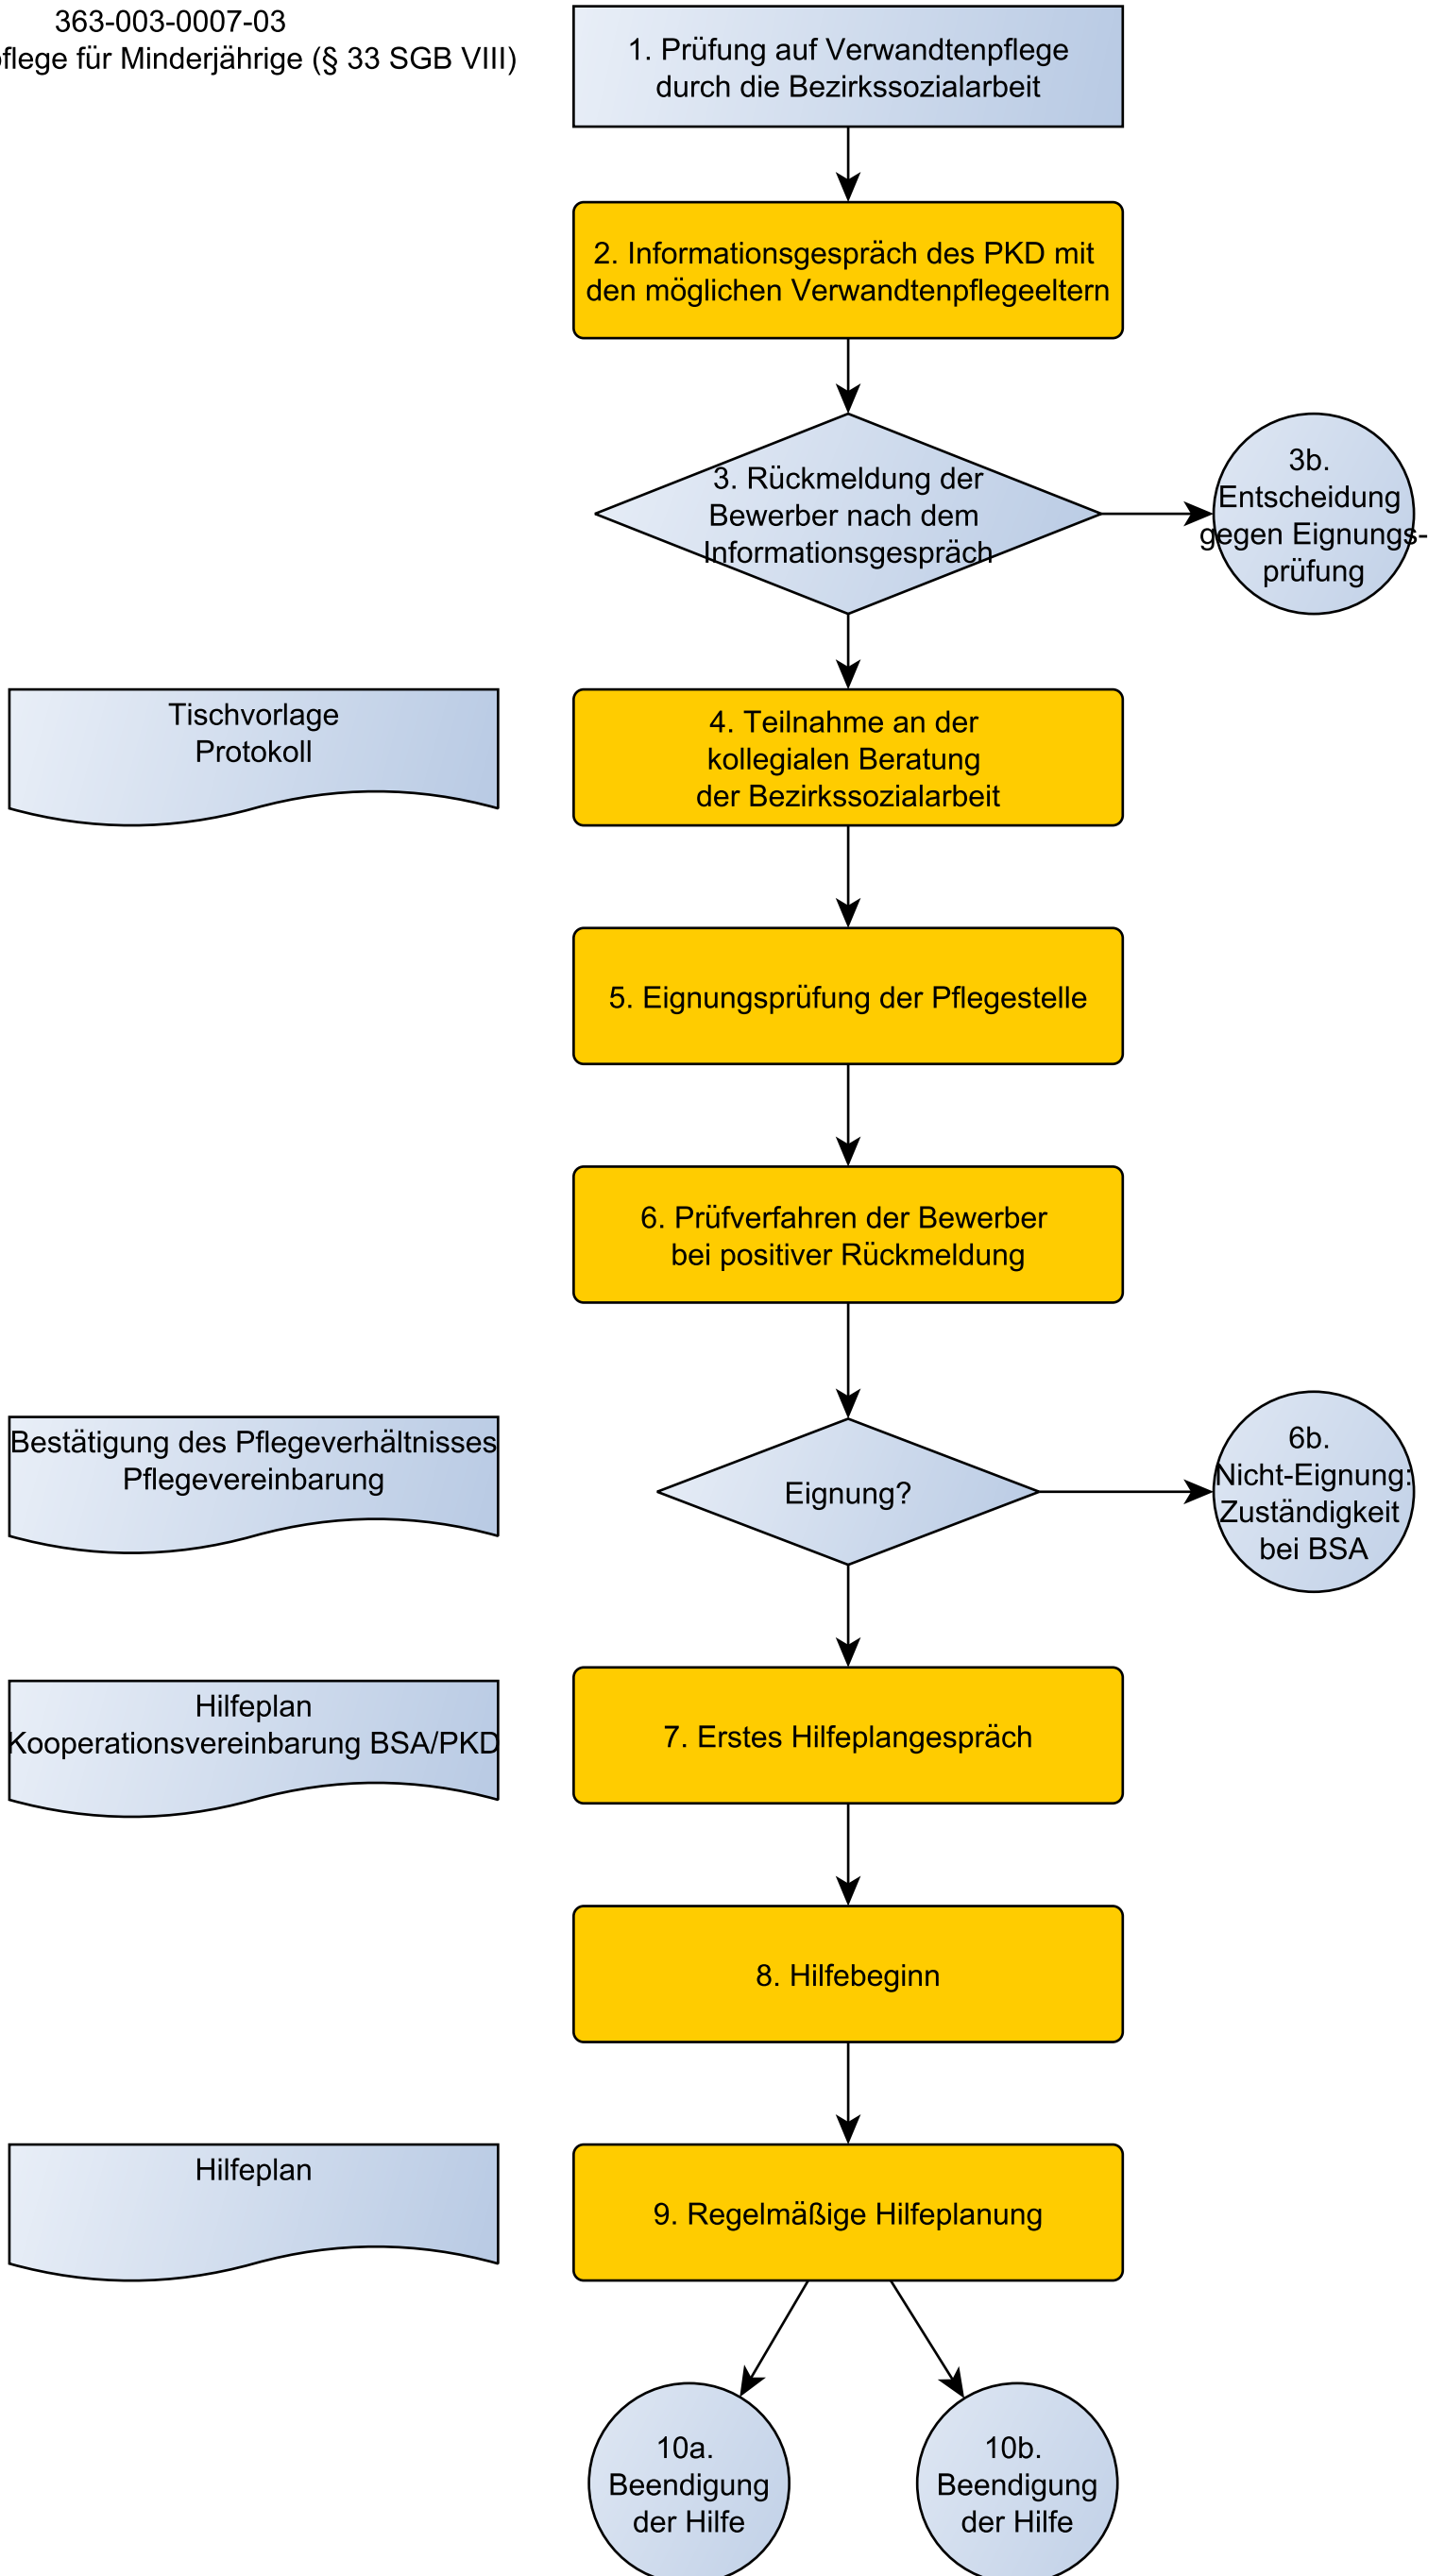 363-003-0007-03
pflege für Minderjährige (§ 33 SGB VIII)
1. Prüfung auf Verwandtenpflege
durch die Bezirkssozialarbeit
2. Informationsgespräch des PKD mit
den möglichen Verwandtenpflegeeltern
3. Rückmeldung der
Bewerber nach dem
Informationsgespräch
3b.
Entscheidung
gegen Eignungs-
prüfung
Tischvorlage
Protokoll
4. Teilnahme an der
kollegialen Beratung
der Bezirkssozialarbeit
5. Eignungsprüfung der Pflegestelle
6. Prüfverfahren der Bewerber
bei positiver Rückmeldung
Bestätigung des Pflegeverhältnisses
Pflegevereinbarung
Eignung?
6b.
Nicht-Eignung:
Zuständigkeit
bei BSA
Hilfeplan
Kooperationsvereinbarung BSA/PKD
7. Erstes Hilfeplangespräch
8. Hilfebeginn
Hilfeplan
9. Regelmäßige Hilfeplanung
10a.
Beendigung
der Hilfe
10b.
Beendigung
der Hilfe